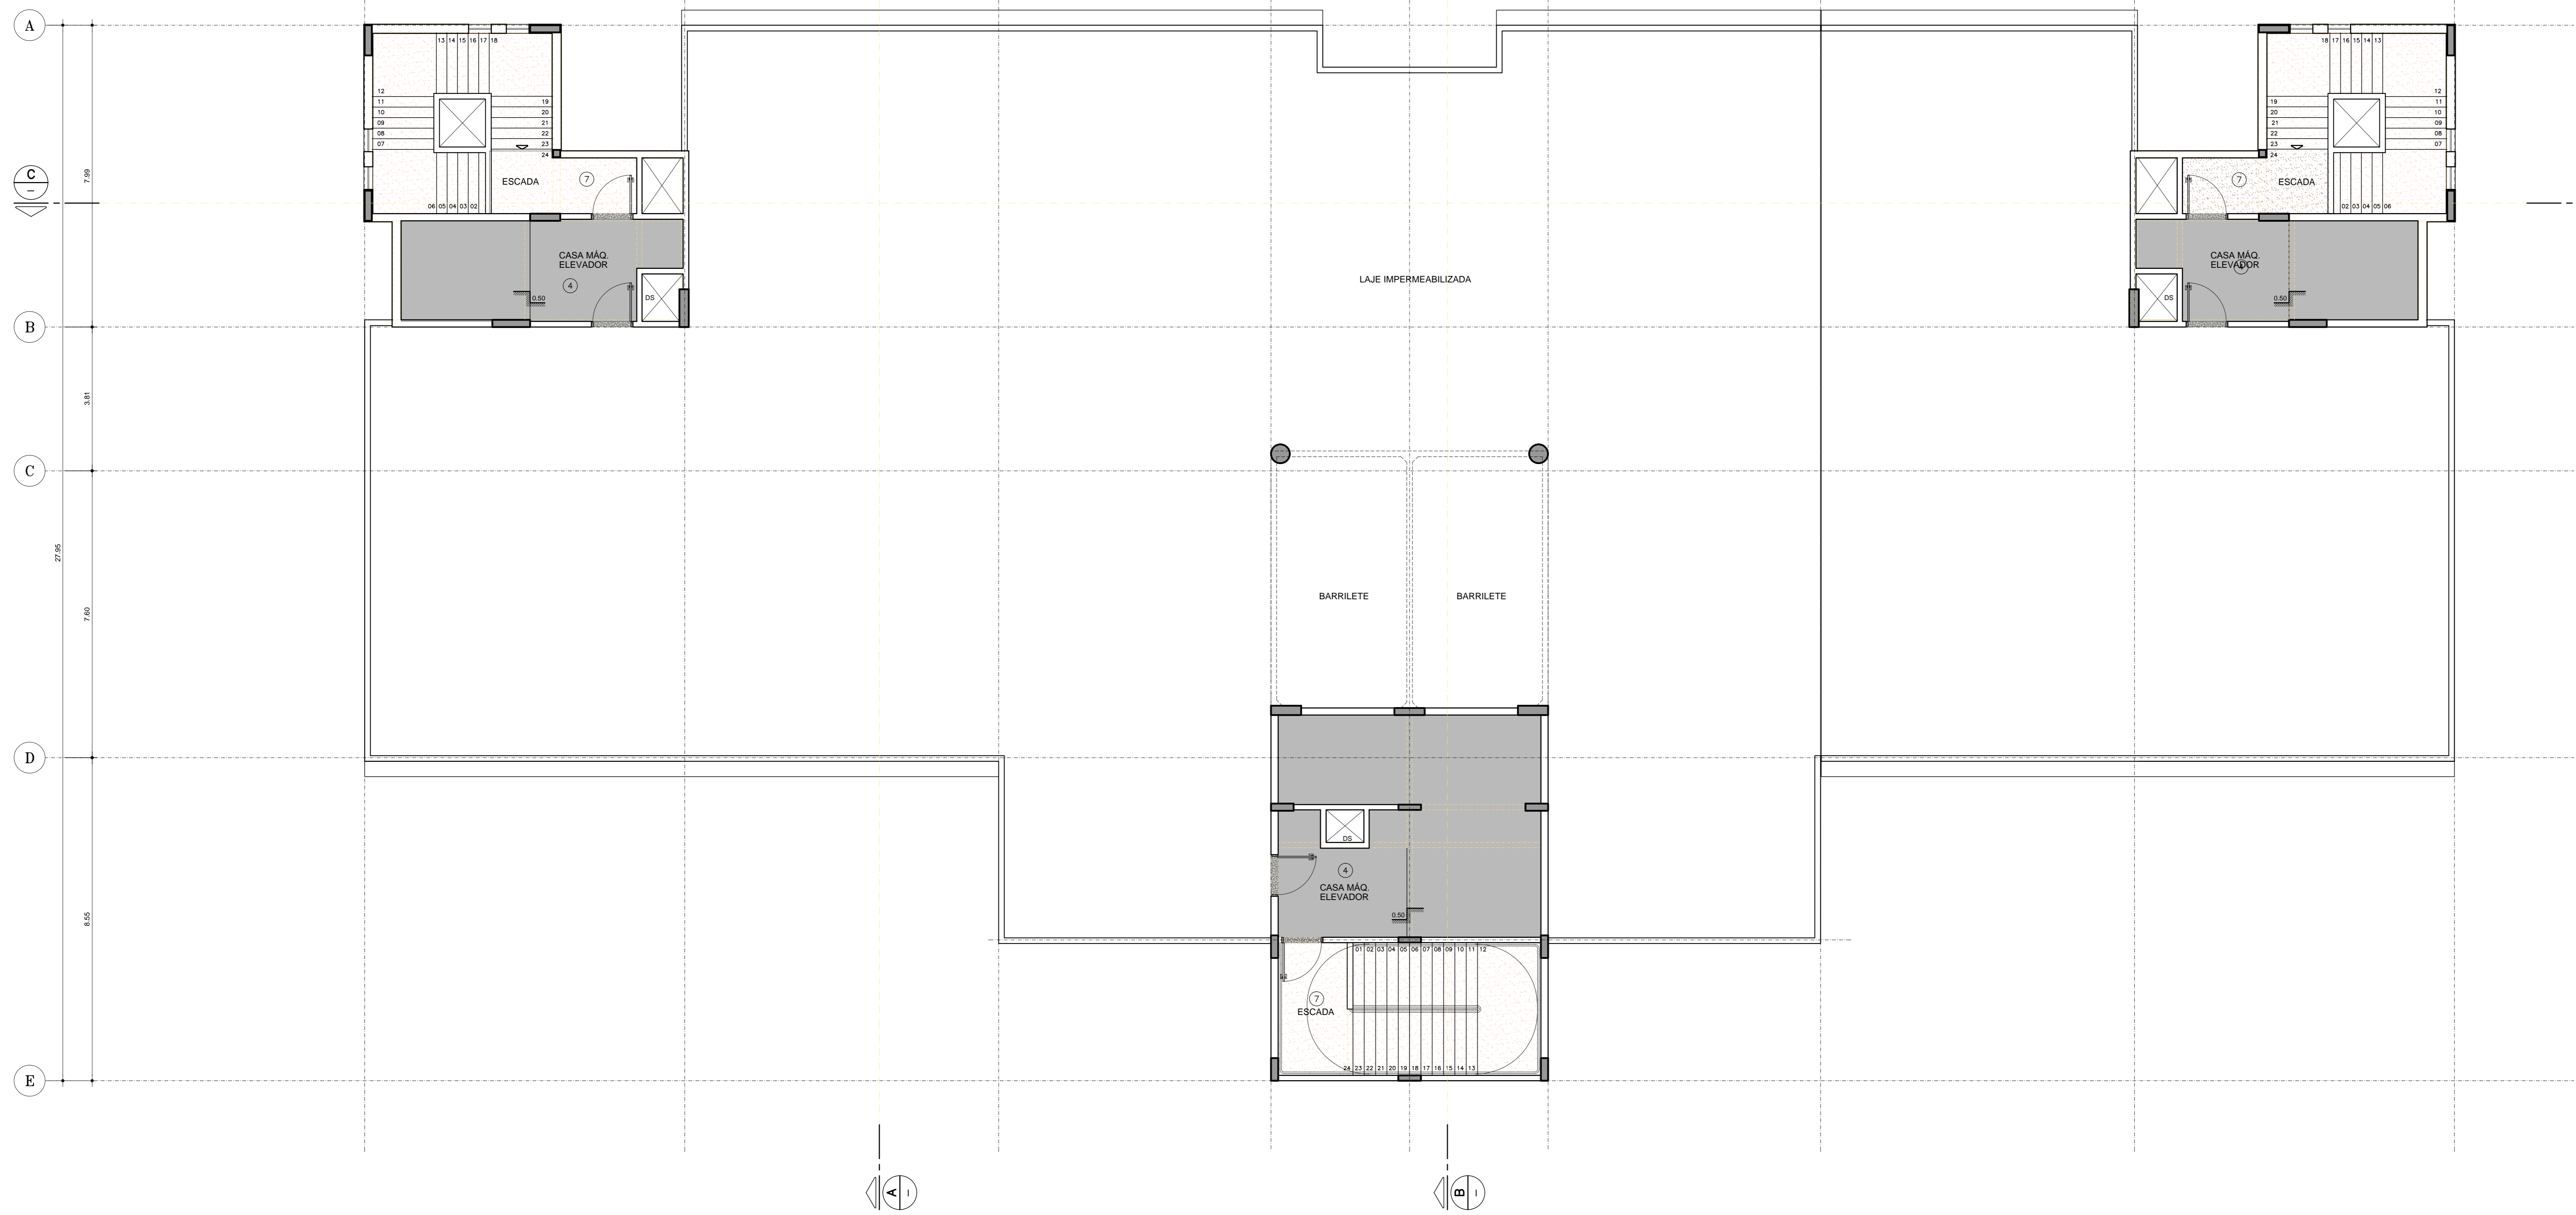 A
13 14 15 16 17 18
18 17 16 15 14 13
12
11
10
09
08
07
19
20
21
22
23
24
19
20
21
22
23
24
12
11
10
09
08
07
C
–
7.99
ESCADA
7
7
ESCADA
06 05 04 03 02
02 03 04 05 06
CASA MÁQ.
ELEVADOR
4
0.50
DS
LAJE IMPERMEABILIZADA
CASA MÁQ.
ELEVADOR
4
0.50
DS
B
3.81
C
27.95
7.60
BARRILETE
BARRILETE
D
DS
4
CASA MÁQ.
ELEVADOR
0.50
8.55
01 02 03 04 05 06 07 08 09 10 11 12
7
ESCADA
24 23 22 21 20 19 18 17 16 15 14 13
E
A
–
B
–